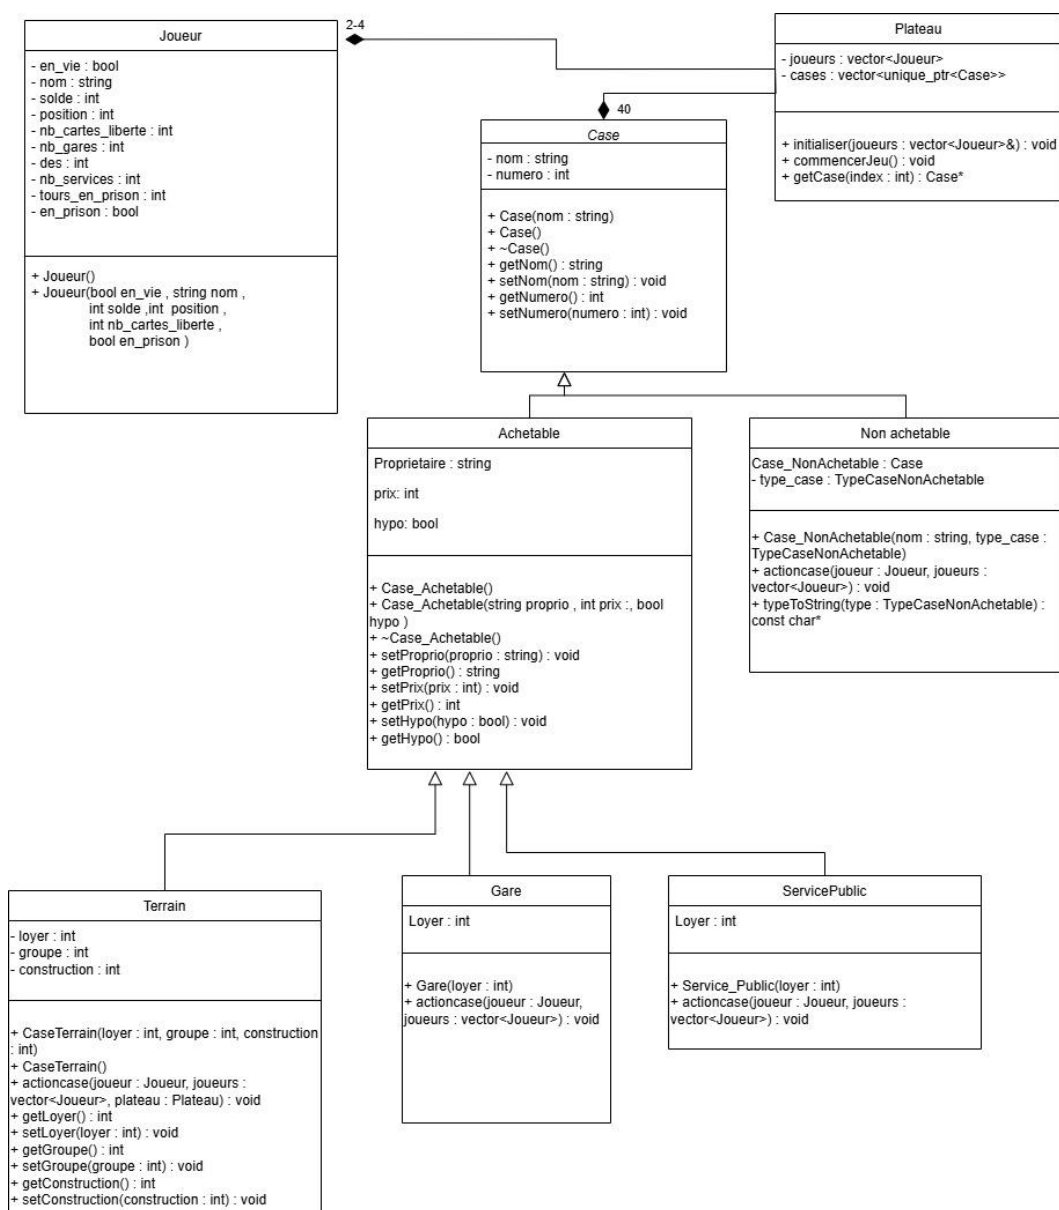 Joueur
- en_vie : bool
- nom : string
- solde : int
- position : int
- nb_cartes_liberte : int
- nb_gares : int
- des : int
- nb_services : int
- tours_en_prison : int
- en_prison : bool
+ Joueur()
+ Joueur(bool en_vie , string nom ,
int solde ,int position ,
int nb_cartes_liberte ,
bool en_prison )
2-4
Plateau
- joueurs : vector<Joueur>
- cases : vector<unique_ptr<Case>>
+ initialiser(joueurs : vector<Joueur>&) : void
+ commencerJeu() : void
+ getCase(index : int) : Case*
40
Case
- nom : string
- numero : int
+ Case(nom : string)
+ Case()
+ ~Case()
+ getNom() : string
+ setNom(nom : string) : void
+ getNumero() : int
+ setNumero(numero : int) : void
Achetable
Proprietaire : string
prix: int
hypo: bool
+ Case_Achetable()
+ Case_Achetable(string proprio , int prix :, bool
hypo )
+ ~Case_Achetable()
+ setProprio(proprio : string) : void
+ getProprio() : string
+ setPrix(prix : int) : void
+ getPrix() : int
+ setHypo(hypo : bool) : void
+ getHypo() : bool
Non achetable
Case_NonAchetable : Case
- type_case : TypeCaseNonAchetable
+ Case_NonAchetable(nom : string, type_case :
TypeCaseNonAchetable)
+ actioncase(joueur : Joueur, joueurs :
vector<Joueur>) : void
+ typeToString(type : TypeCaseNonAchetable) :
const char*
Terrain
- loyer : int
- groupe : int
- construction : int
+ CaseTerrain(loyer : int, groupe : int, construction
: int)
+ CaseTerrain()
+ actioncase(joueur : Joueur, joueurs :
vector<Joueur>, plateau : Plateau) : void
+ getLoyer() : int
+ setLoyer(loyer : int) : void
+ getGroupe() : int
+ setGroupe(groupe : int) : void
+ getConstruction() : int
+ setConstruction(construction : int) : void
Gare
Loyer : int
+ Gare(loyer : int)
+ actioncase(joueur : Joueur,
joueurs : vector<Joueur>) : void
ServicePublic
Loyer : int
+ Service_Public(loyer : int)
+ actioncase(joueur : Joueur, joueurs :
vector<Joueur>) : void